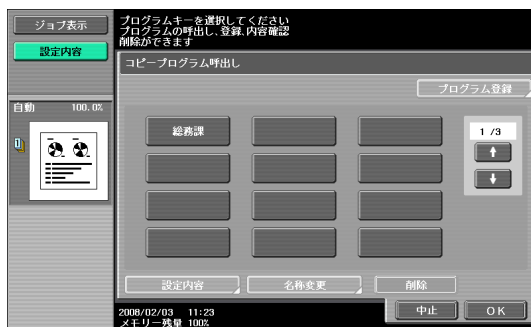 ジョブ表示
設定内容
プログラムキーを選択してください
プログラムの呼出し、登録、内容確認
削除ができます
コピープログラム呼出し
プログラム登録
自動 100.0%
総務課
1 /3
設定内容
名称変更
削除
2008/02/03 11:23
メモリー残量 100%
中止
OK